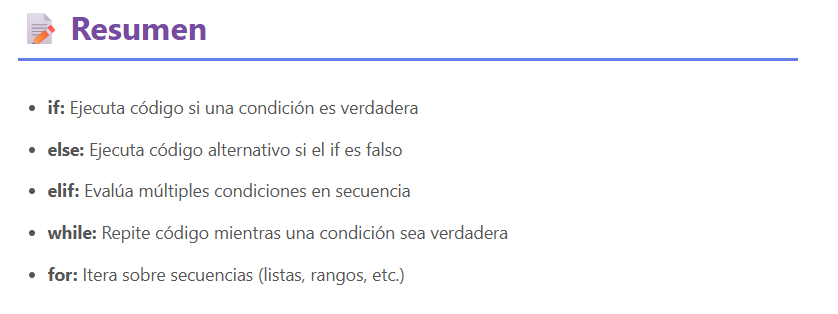 Resumen
• if: Ejecuta código si una condición es verdadera
• else: Ejecuta código alternativo si el if es falso
• elif: Evalúa múltiples condiciones en secuencia
• while: Repite código mientras una condición sea verdadera
• for: Itera sobre secuencias (listas, rangos, etc.)